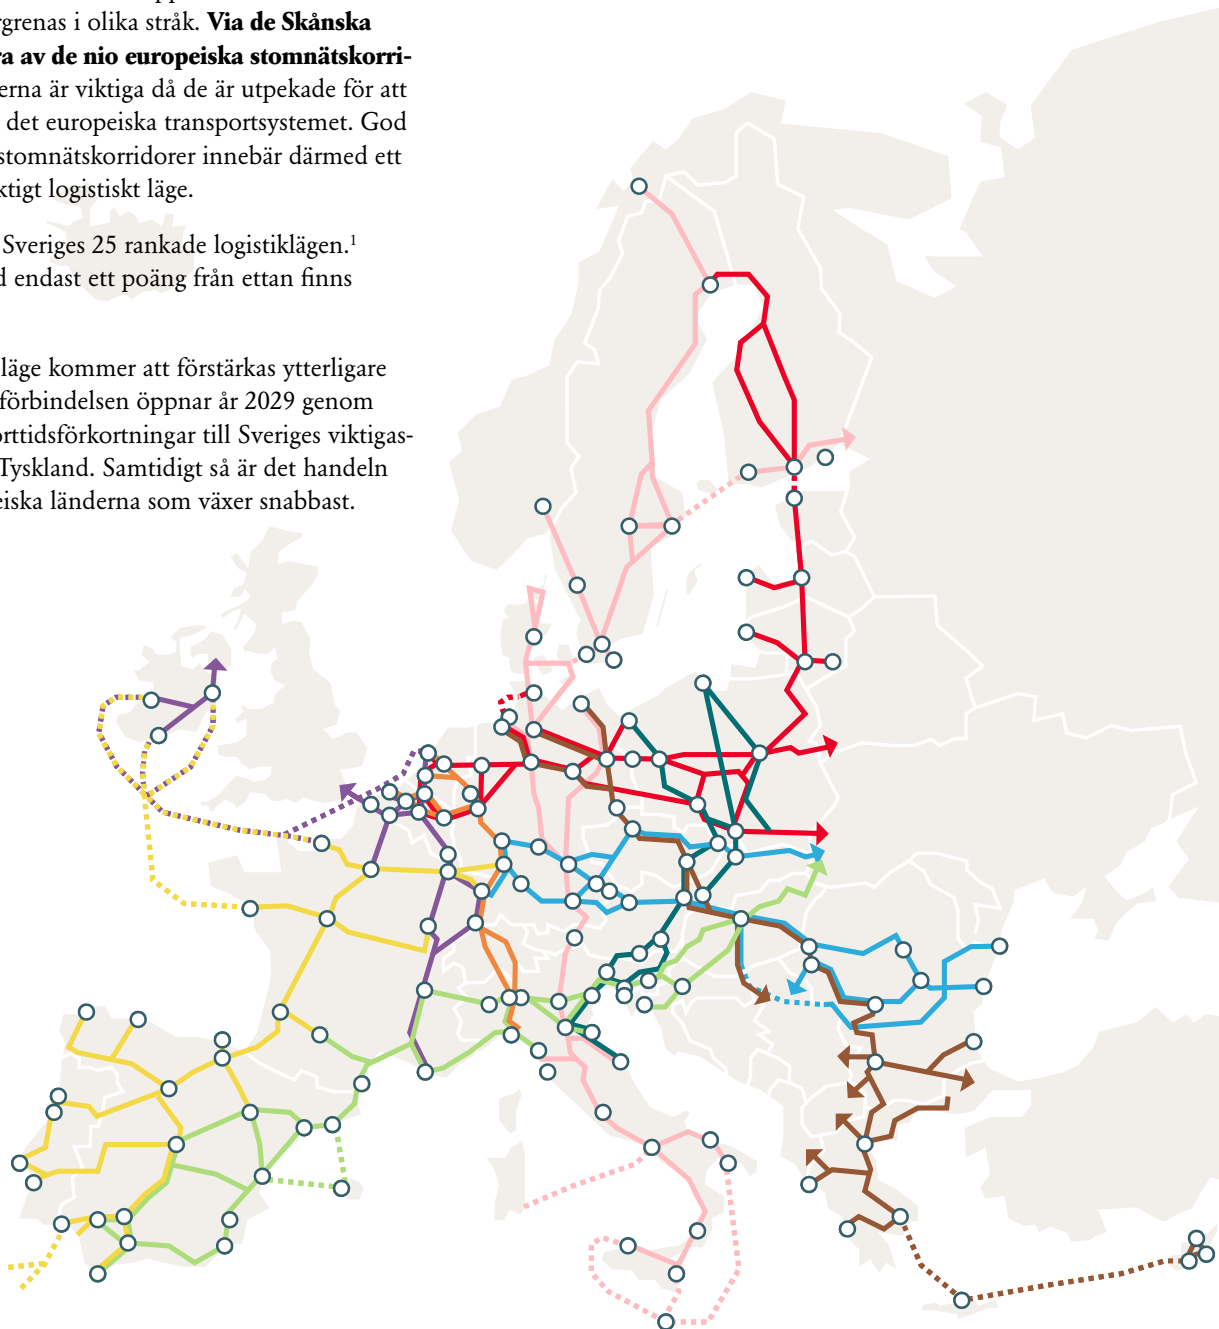 rgrenas i olika stråk. Via de Skånska
ra av de nio europeiska stomnätskorri-
erna är viktiga då de är utpekade för att
det europeiska transportsystemet. God
stomnätskorridorer innebär därmed ett
ktigt logistiskt läge.
Sveriges 25 rankade logistiklägen.¹
d endast ett poäng från ettan finns
läge kommer att förstärkas ytterligare
förbindelsen öppnar år 2029 genom
orttidsförkortningar till Sveriges viktigas-
Tyskland. Samtidigt så är det handeln
eiska länderna som växer snabbast.